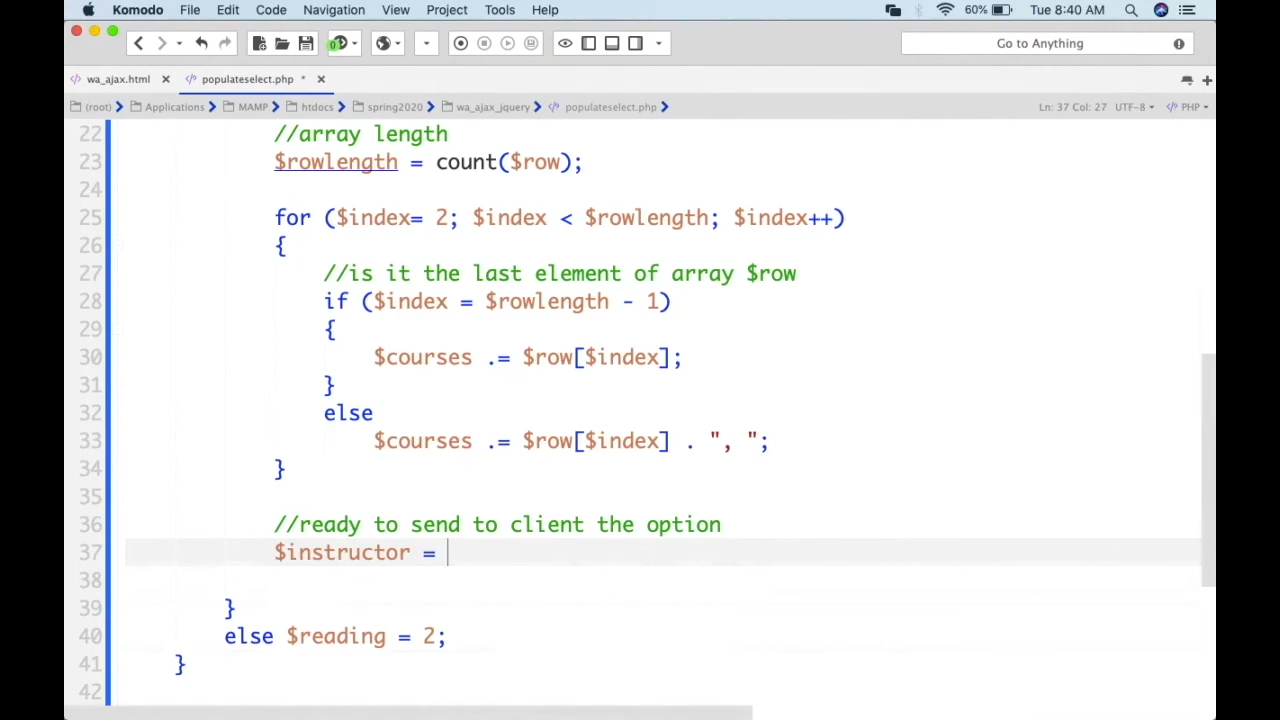 Komodo File Edit Code Navigation View Project Tools Help 60% Tue 8:40 AM
0 Go to Anything
wa_ajax.html populateselect.php *
(root) Applications MAMP htdocs spring2020 wa_ajax_jquery populateselect.php Ln: 37 Col: 27 UTF-8 PHP
22 //array length
23 $rowlength = count($row);
24
25 for ($index= 2; $index < $rowlength; $index++)
26 {
27 //is it the last element of array $row
28 if ($index = $rowlength - 1)
29 {
30 $courses .= $row[$index];
31 }
32 else
33 $courses .= $row[$index] . ", ";
34 }
35
36 //ready to send to client the option
37 $instructor =
38
39 }
40 else $reading = 2;
41 }
42